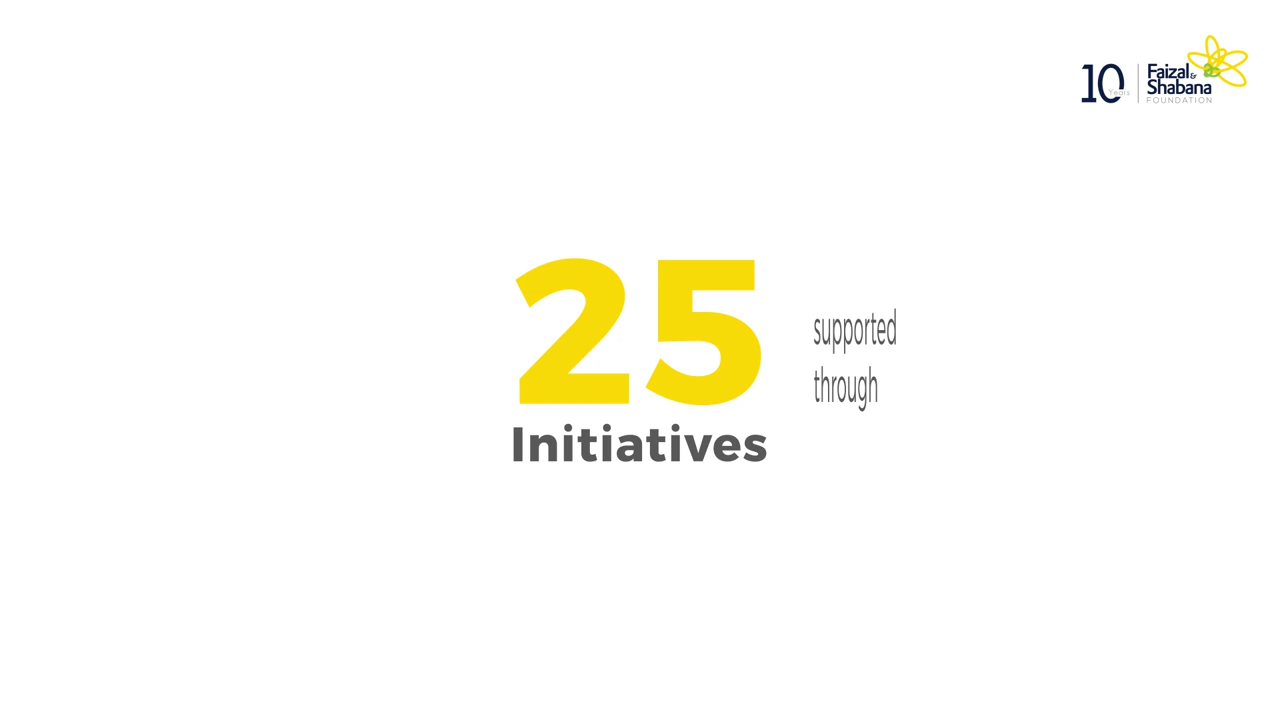 10 Years
Faizal &
Shabana
FOUNDATION
25
Initiatives
supported
through